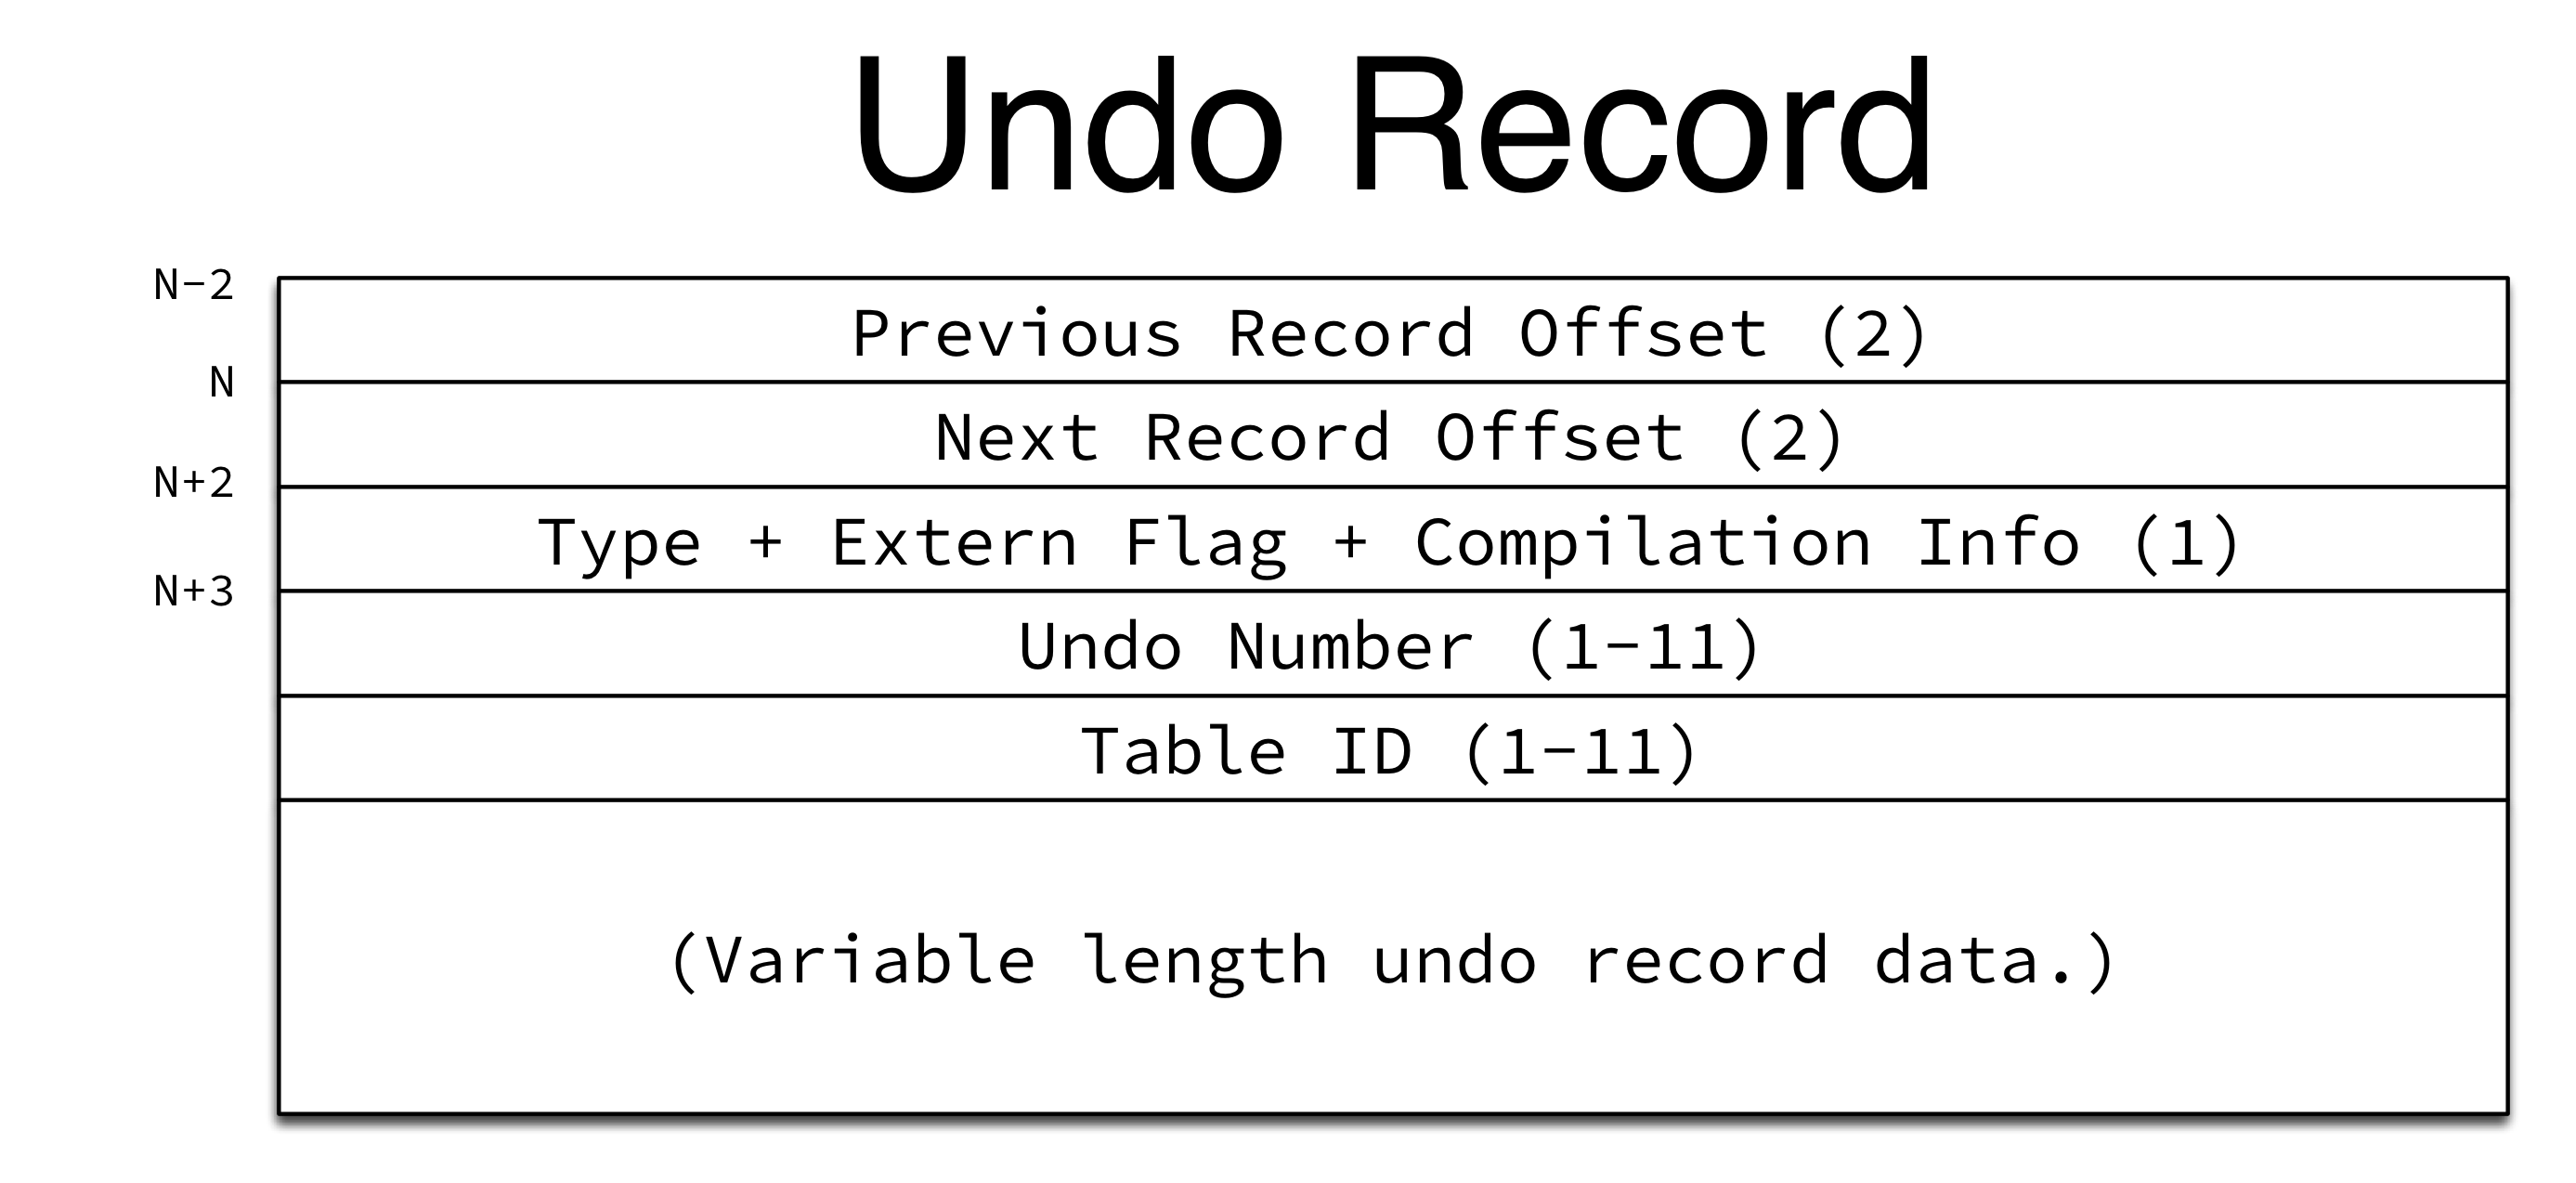 Undo Record
N-2
Previous Record Offset (2)
N
Next Record Offset (2)
N+2
Type + Extern Flag + Compilation Info (1)
N+3
Undo Number (1-11)
Table ID (1-11)
(Variable length undo record data.)